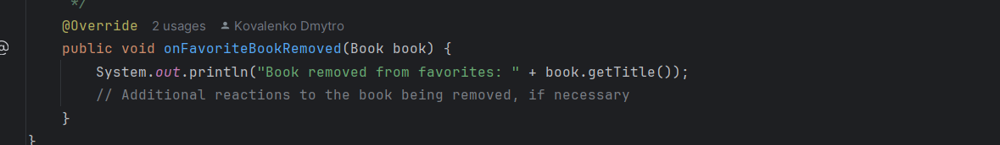 */
@Override 2 usages Kovalenko Dmytro
@
public void onFavoriteBookRemoved(Book book) {
System.out.println("Book removed from favorites: " + book.getTitle());
// Additional reactions to the book being removed, if necessary
}
}